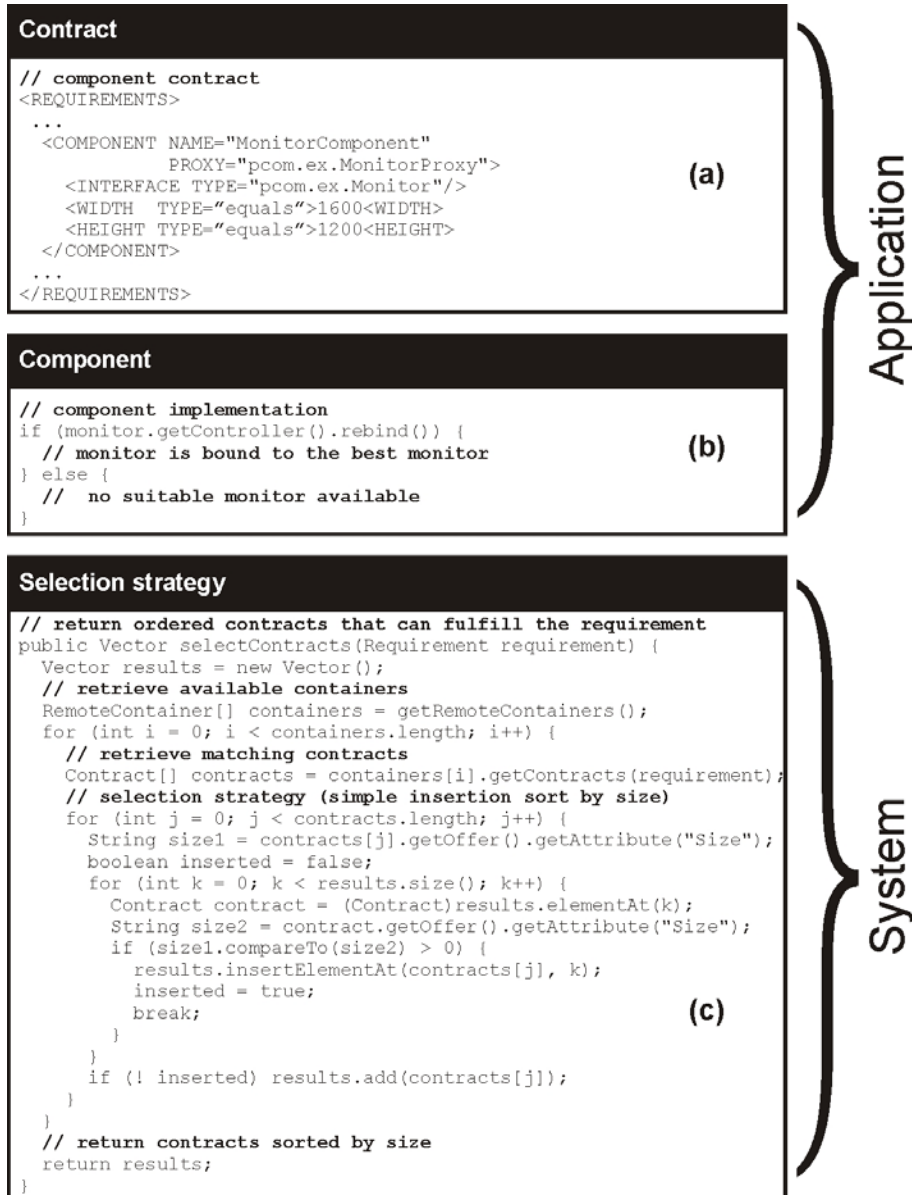 Contract
// component contract
<REQUIREMENTS>
...
<COMPONENT NAME="MonitorComponent"
PROXY="pcom.ex.MonitorProxy">
<INTERFACE TYPE="pcom.ex.Monitor"/>
<WIDTH  TYPE=”equals”>1600<WIDTH>
<HEIGHT TYPE=”equals”>1200<HEIGHT>
</COMPONENT>
...
</REQUIREMENTS>
(a)
Component
// component implementation
if (monitor.getController().rebind()) {
// monitor is bound to the best monitor
} else {
//  no suitable monitor available
}
(b)
Application
Selection strategy
// return ordered contracts that can fulfill the requirement
public Vector selectContracts(Requirement requirement) {
Vector results = new Vector();
// retrieve available containers
RemoteContainer[] containers = getRemoteContainers();
for (int i = 0; i < containers.length; i++) {
// retrieve matching contracts
Contract[] contracts = containers[i].getContracts(requirement);
// selection strategy (simple insertion sort by size)
for (int j = 0; j < contracts.length; j++) {
String size1 = contracts[j].getOffer().getAttribute("Size");
boolean inserted = false;
for (int k = 0; k < results.size(); k++) {
Contract contract = (Contract)results.elementAt(k);
String size2 = contract.getOffer().getAttribute("Size");
if (size1.compareTo(size2) > 0) {
results.insertElementAt(contracts[j], k);
inserted = true;
break;
}
}
if (! inserted) results.add(contracts[j]);
}
}
// return contracts sorted by size
return results;
}
(c)
System